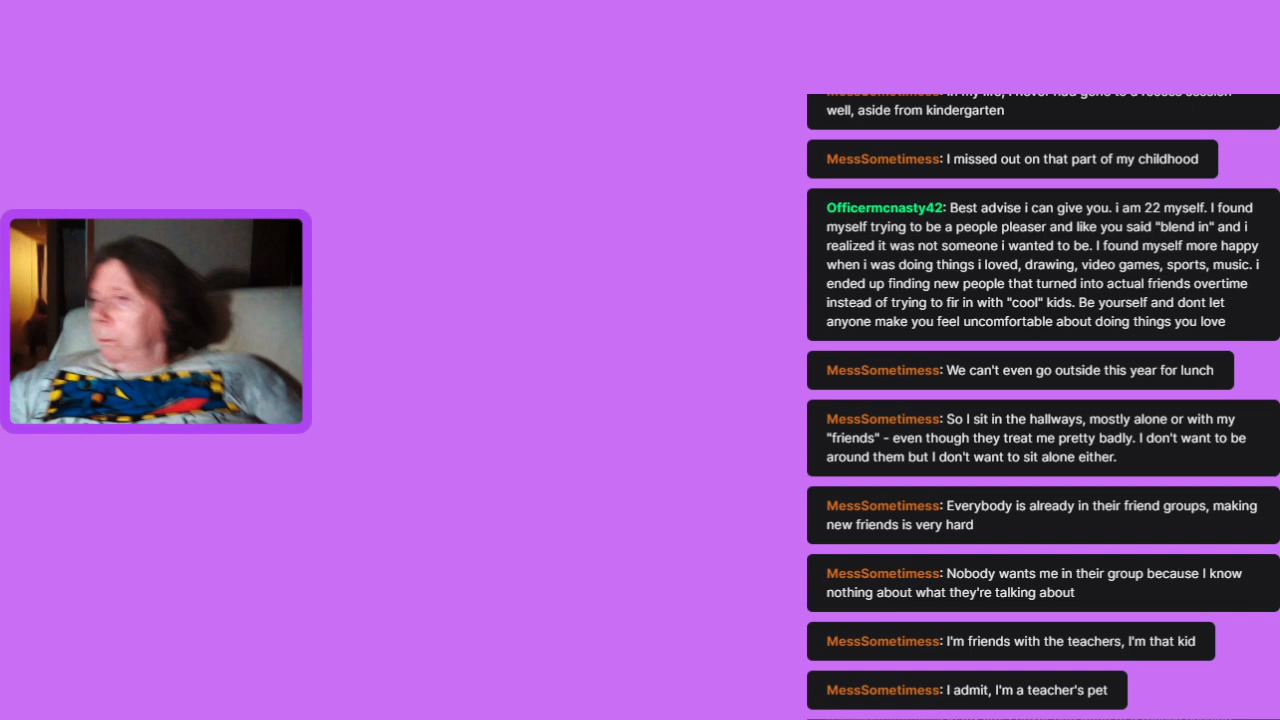 well, aside from kindergarten
MessSometimess: I missed out on that part of my childhood
Officermcnasty42: Best advise i can give you. i am 22 myself. I found
myself trying to be a people pleaser and like you said "blend in" and i
realized it was not someone i wanted to be. I found myself more happy
when i was doing things i loved, drawing, video games, sports, music. i
ended up finding new people that turned into actual friends overtime
instead of trying to fir in with "cool" kids. Be yourself and dont let
anyone make you feel uncomfortable about doing things you love
MessSometimess: We can't even go outside this year for lunch
MessSometimess: So I sit in the hallways, mostly alone or with my
"friends" - even though they treat me pretty badly. I don't want to be
around them but I don't want to sit alone either.
MessSometimess: Everybody is already in their friend groups, making
new friends is very hard
MessSometimess: Nobody wants me in their group because I know
nothing about what they're talking about
MessSometimess: I'm friends with the teachers, I'm that kid
MessSometimess: I admit, I'm a teacher's pet